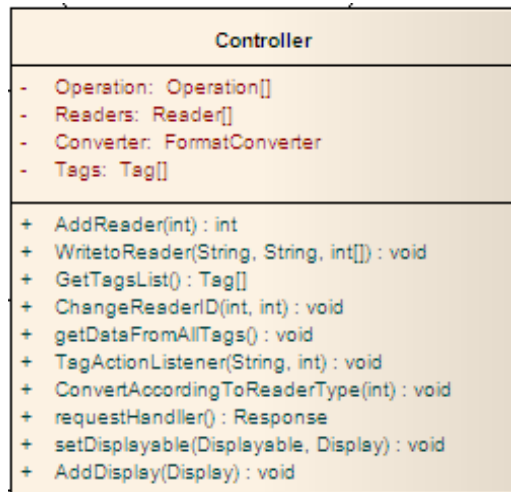 Controller
- Operation: Operation[]
- Readers: Reader[]
- Converter: FormatConverter
- Tags: Tag[]
+ AddReader(int) : int
+ WritetoReader(String, String, int[]) : void
+ GetTagsList() : Tag[]
+ ChangeReaderID(int, int) : void
+ getDataFromAllTags() : void
+ TagActionListener(String, int) : void
+ ConvertAccordingToReaderType(int) : void
+ requestHandller() : Response
+ setDisplayable(Displayable, Display) : void
+ AddDisplay(Display) : void